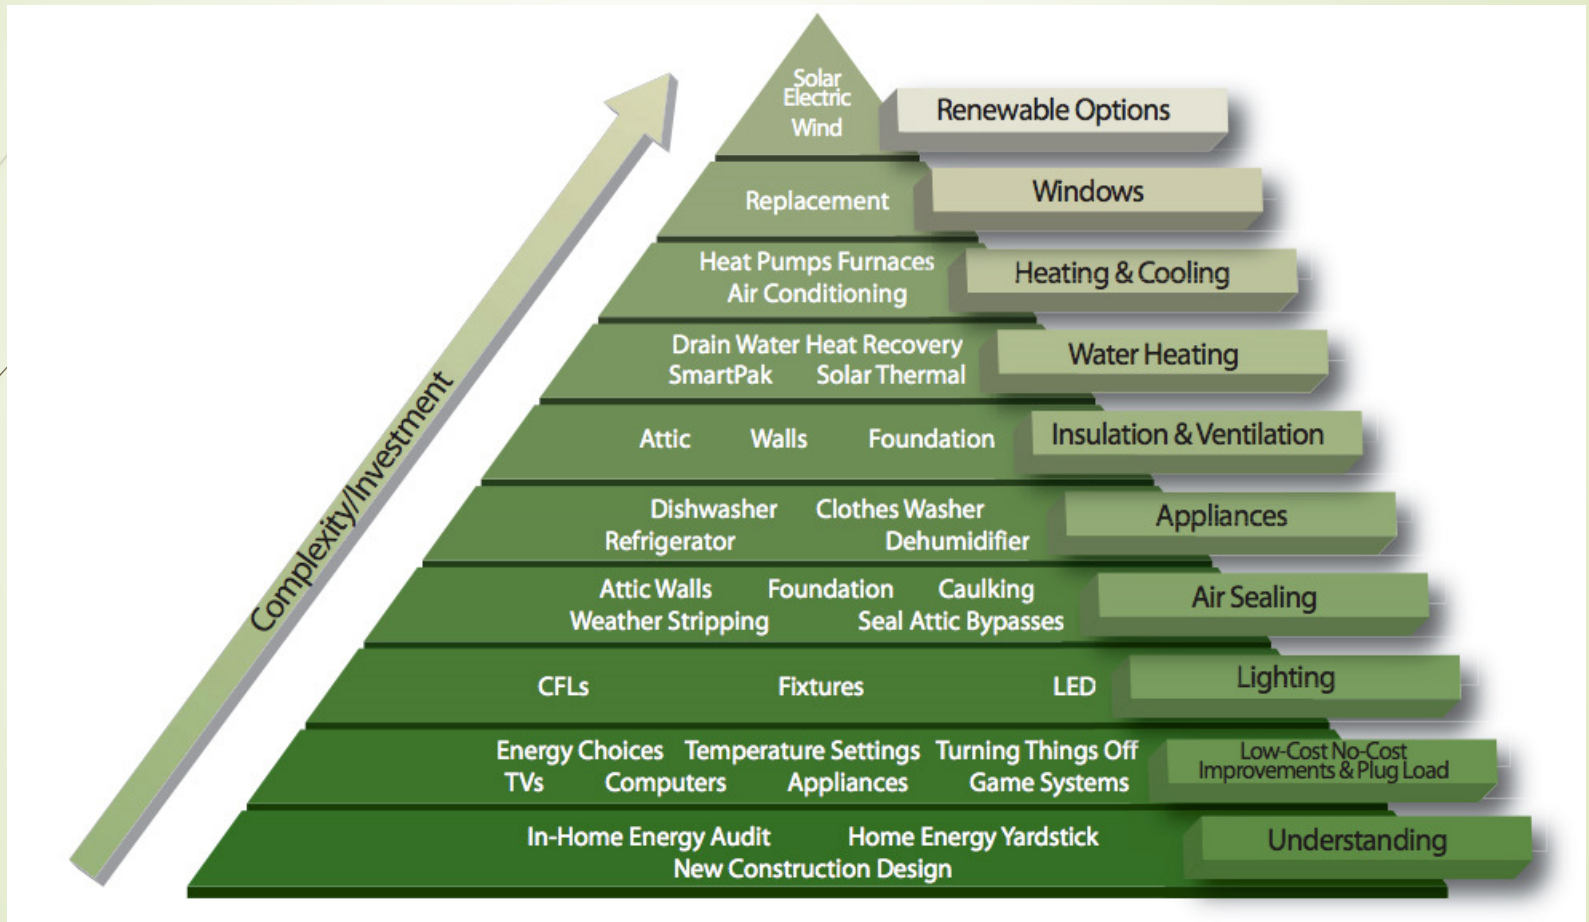 Solar
Electric
Wind
Renewable Options
Replacement
Windows
Heat Pumps Furnaces
Air Conditioning
Heating & Cooling
Drain Water Heat Recovery
SmartPak Solar Thermal
Water Heating
Attic Walls Foundation
Insulation & Ventilation
Dishwasher Clothes Washer
Refrigerator Dehumidifier
Appliances
Attic Walls Foundation Caulking
Weather Stripping Seal Attic Bypasses
Air Sealing
CFLs Fixtures LED
Lighting
Energy Choices Temperature Settings Turning Things Off
TVs Computers Appliances Game Systems
Low-Cost No-Cost
Improvements & Plug Load
In-Home Energy Audit Home Energy Yardstick
New Construction Design
Understanding
Complexity/Investment